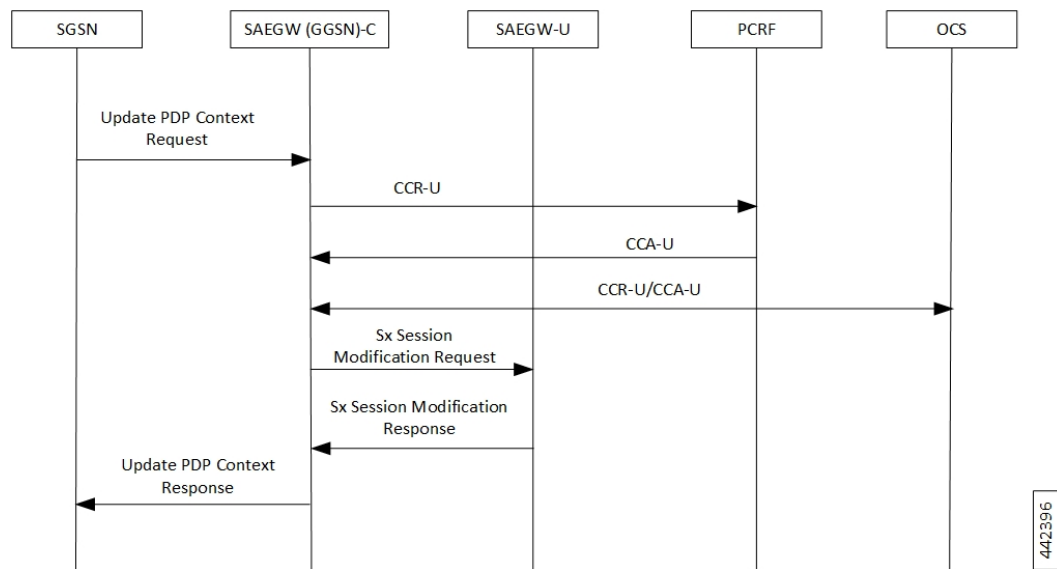 SGSN
SAEGW (GGSN)-C
SAEGW-U
PCRF
OCS
Update PDP Context
Request
CCR-U
CCA-U
CCR-U/CCA-U
Sx Session
Modification Request
Sx Session Modification
Response
Update PDP Context
Response
442396